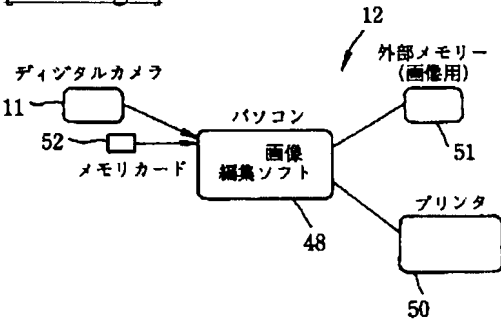 12
ディジタルカメラ
11
外部メモリー
(画像用)
52
メモリカード
パソコン
画像
編集ソフト
48
51
プリンタ
50